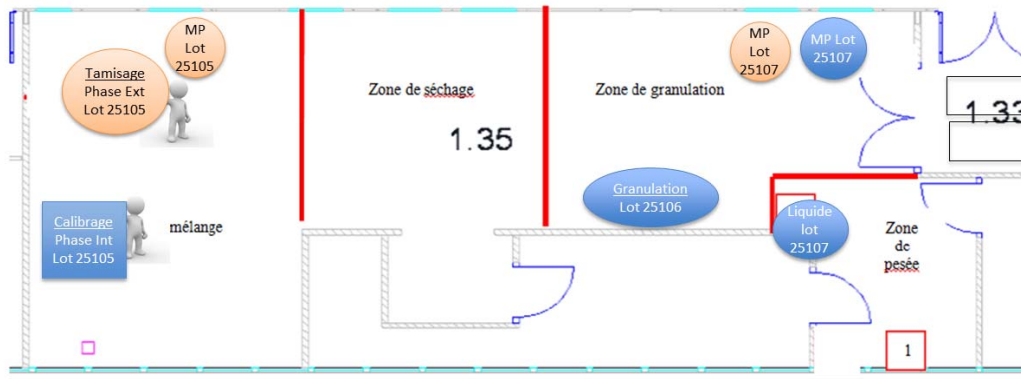 MP
Lot
25105
Tamisage
Phase Ext
Lot 25105
Calibrage
Phase Int
Lot 25105
mélange
Zone de séchage
1.35
Zone de granulation
MP
Lot
25107
MP Lot
25107
Granulation
Lot 25106
Liquide
lot
25107
Zone
de
pesée
1.33
1